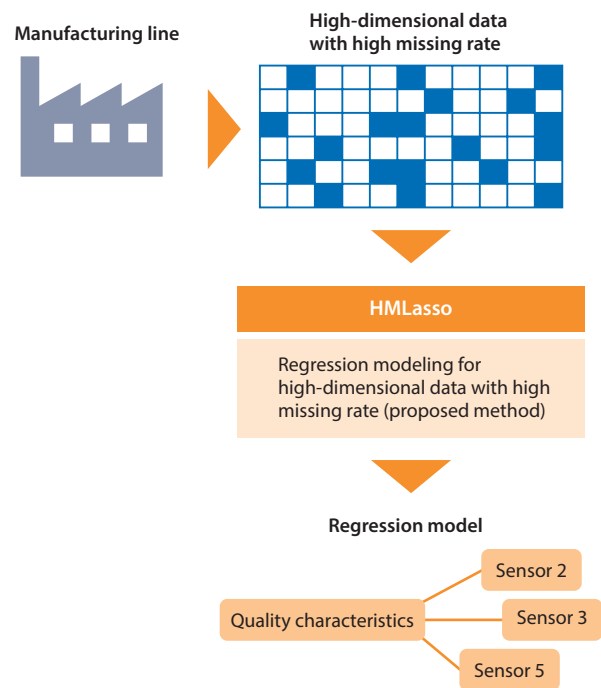 Manufacturing line
High-dimensional data
with high missing rate
HMLasso
Regression modeling for
high-dimensional data with high
missing rate (proposed method)
Regression model
Sensor 2
Quality characteristics
Sensor 3
Sensor 5